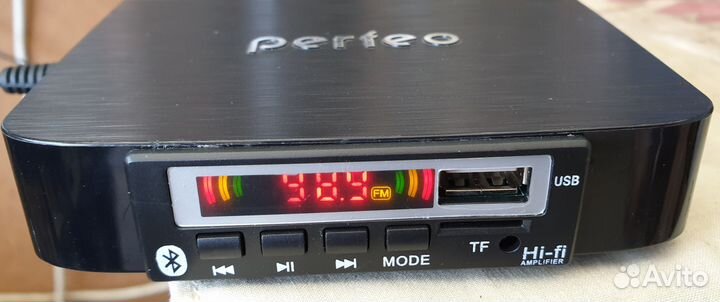 perfeo
98.9 FM
USB
MODE
TF
Hi-fi
AMPLIFIER
Avito